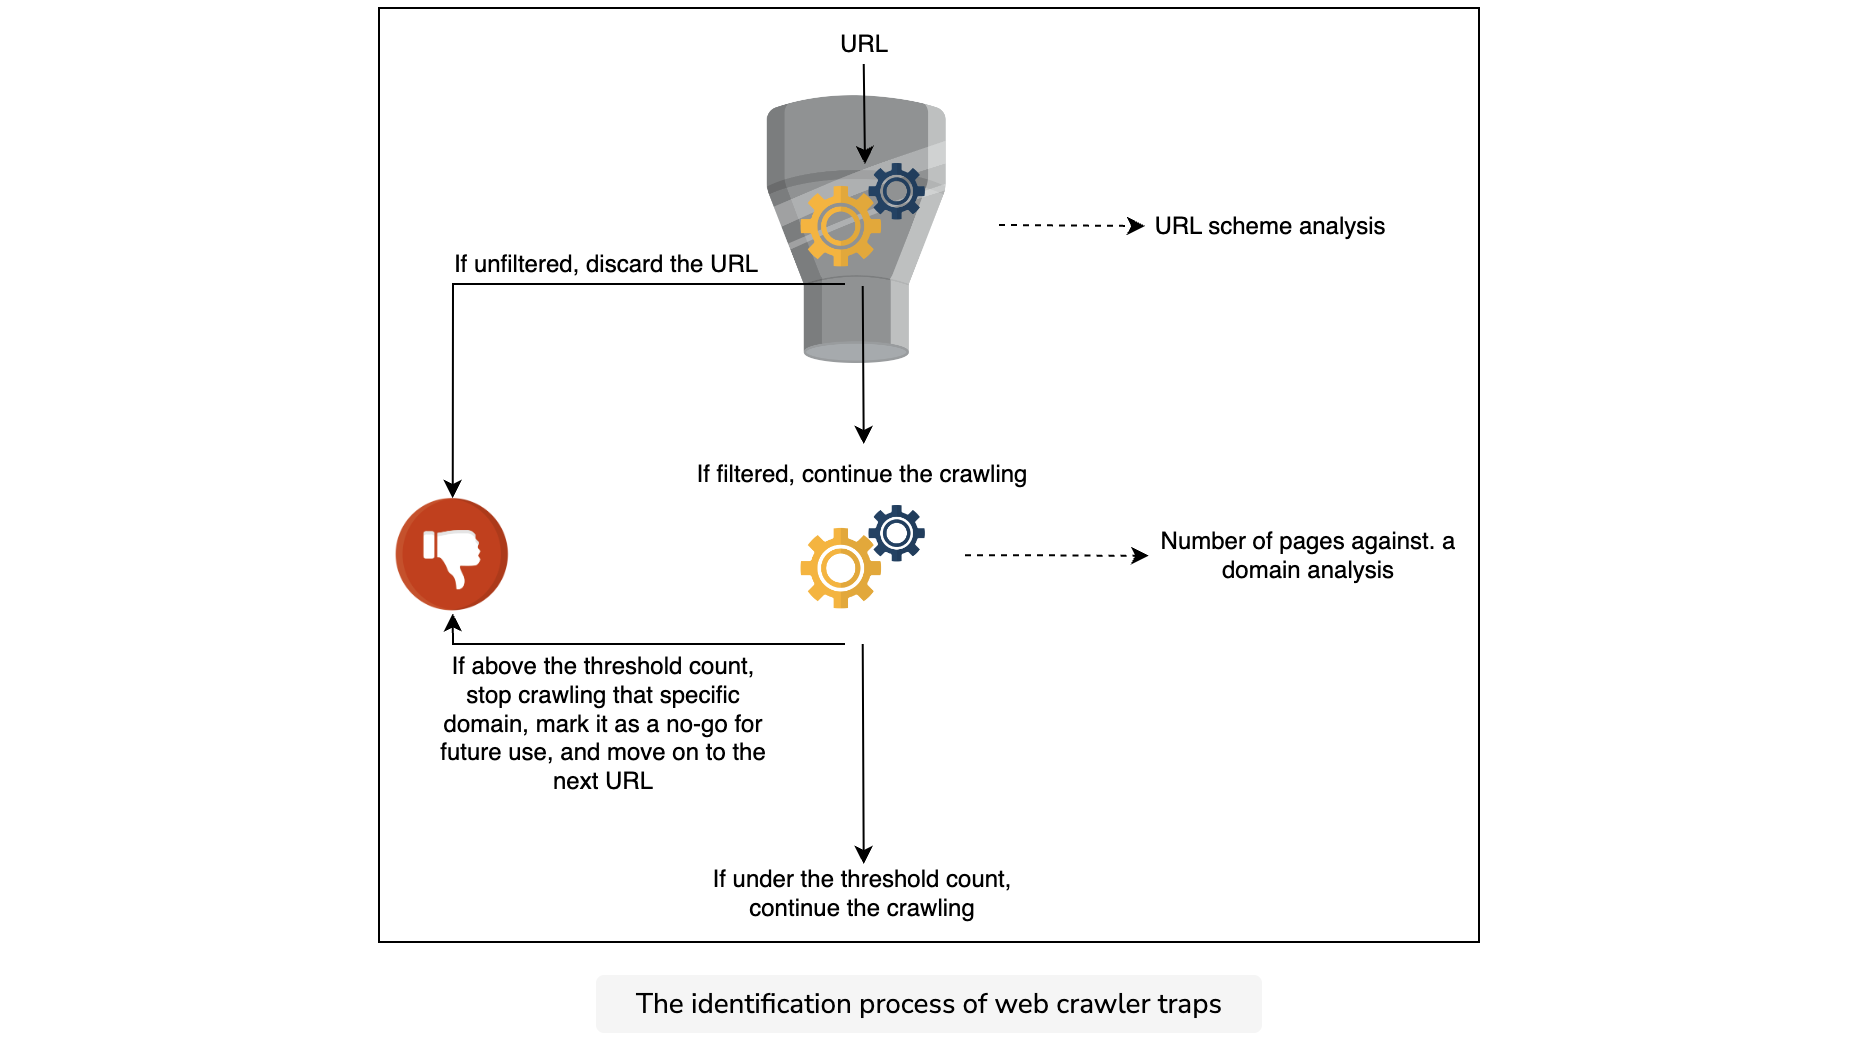 URL
URL scheme analysis
If unfiltered, discard the URL
If filtered, continue the crawling
Number of pages against. a
domain analysis
If above the threshold count,
stop crawling that specific
domain, mark it as a no-go for
future use, and move on to the
next URL
If under the threshold count,
continue the crawling
The identification process of web crawler traps